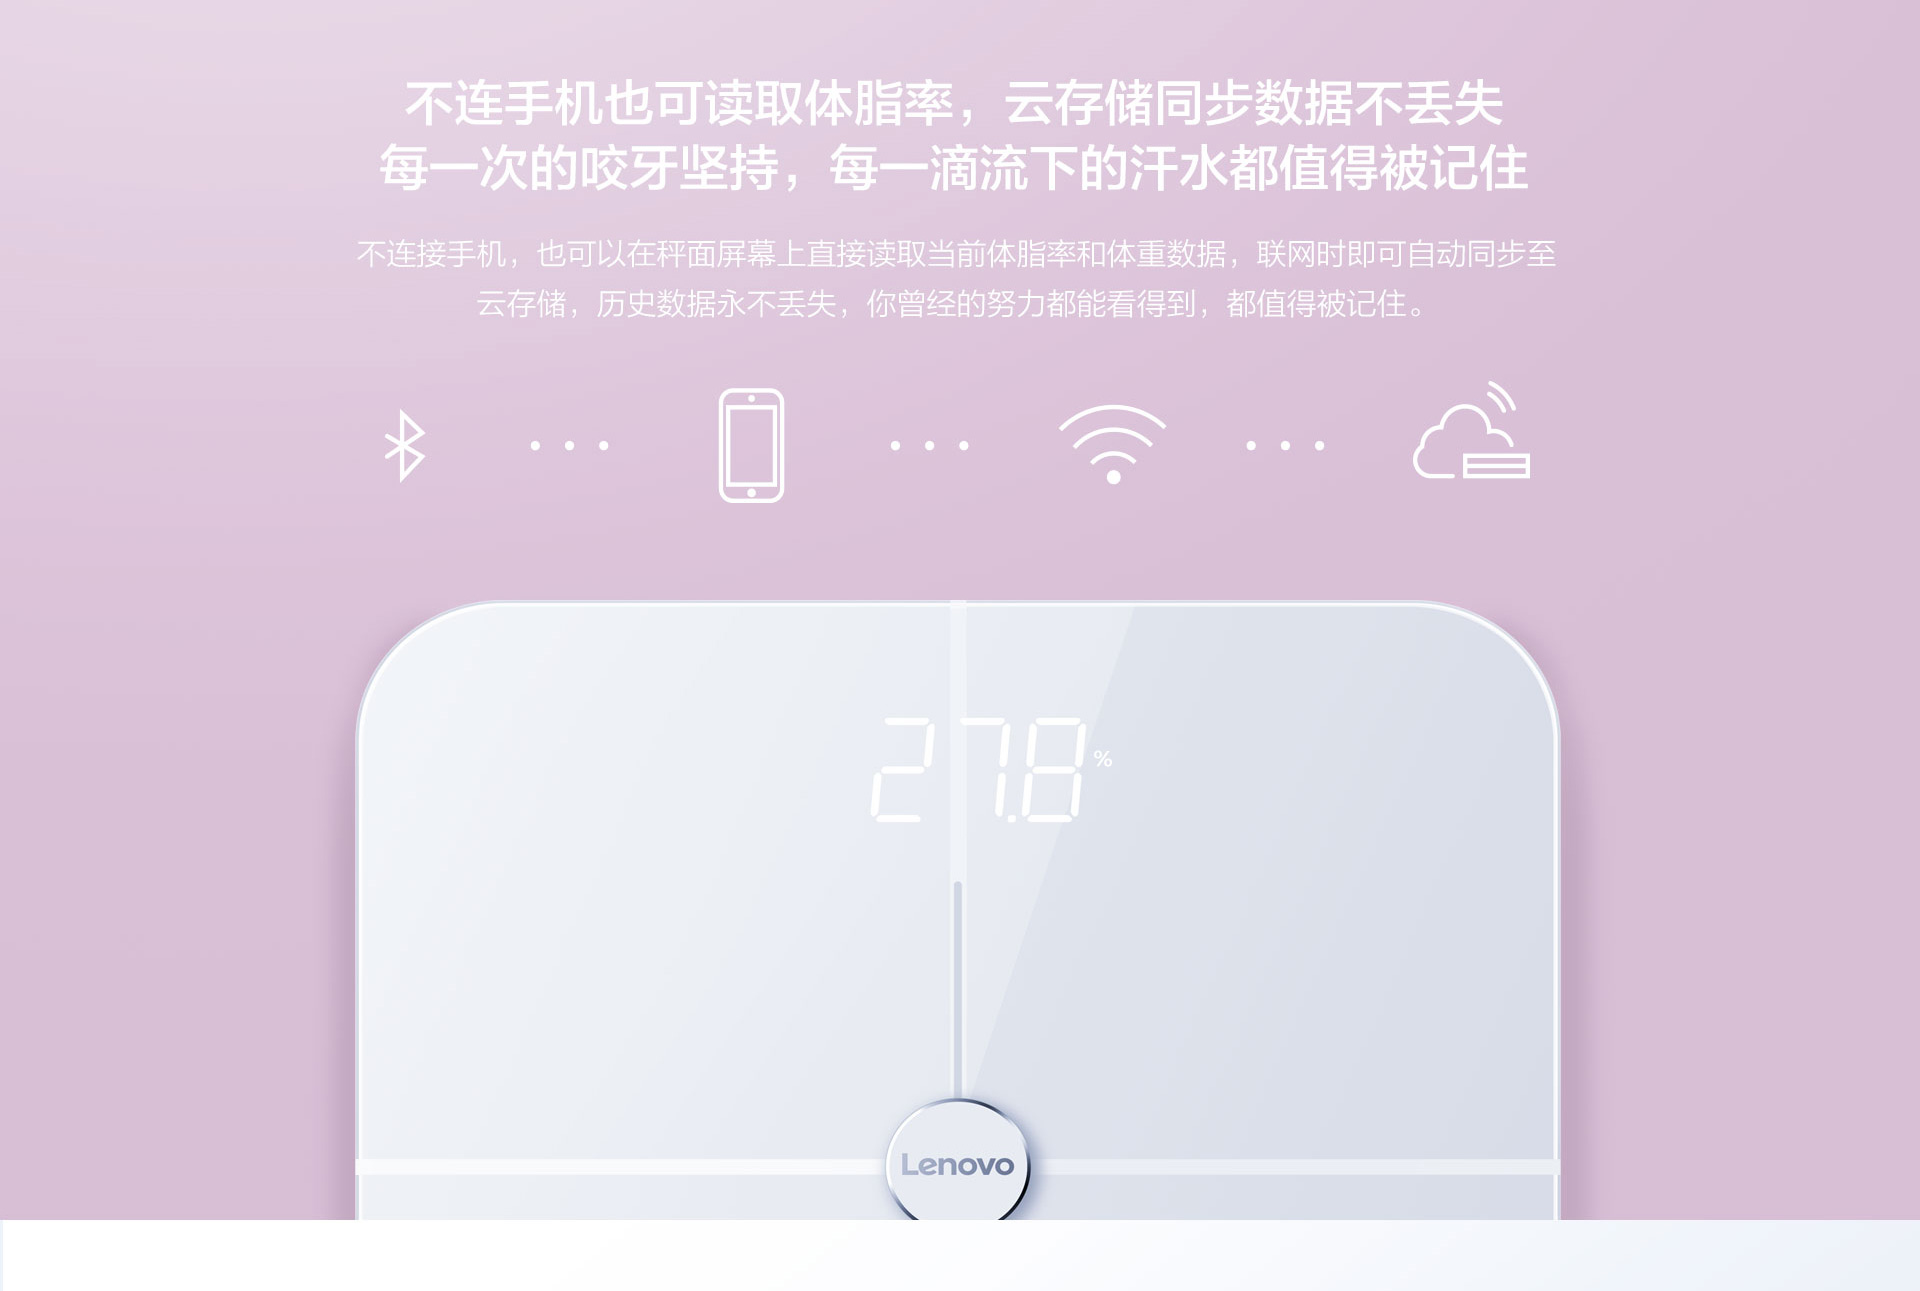 不连手机也可读取体脂率，云存储同步数据不丢失
每一次的咬牙坚持，每一滴流下的汗水都值得被记住
不连接手机，也可以在秤面屏幕上直接读取当前体脂率和体重数据，联网时即可自动同步至
云存储，历史数据永不丢失，你曾经的努力都能看得到，都值得被记住。
27.8%
Lenovo